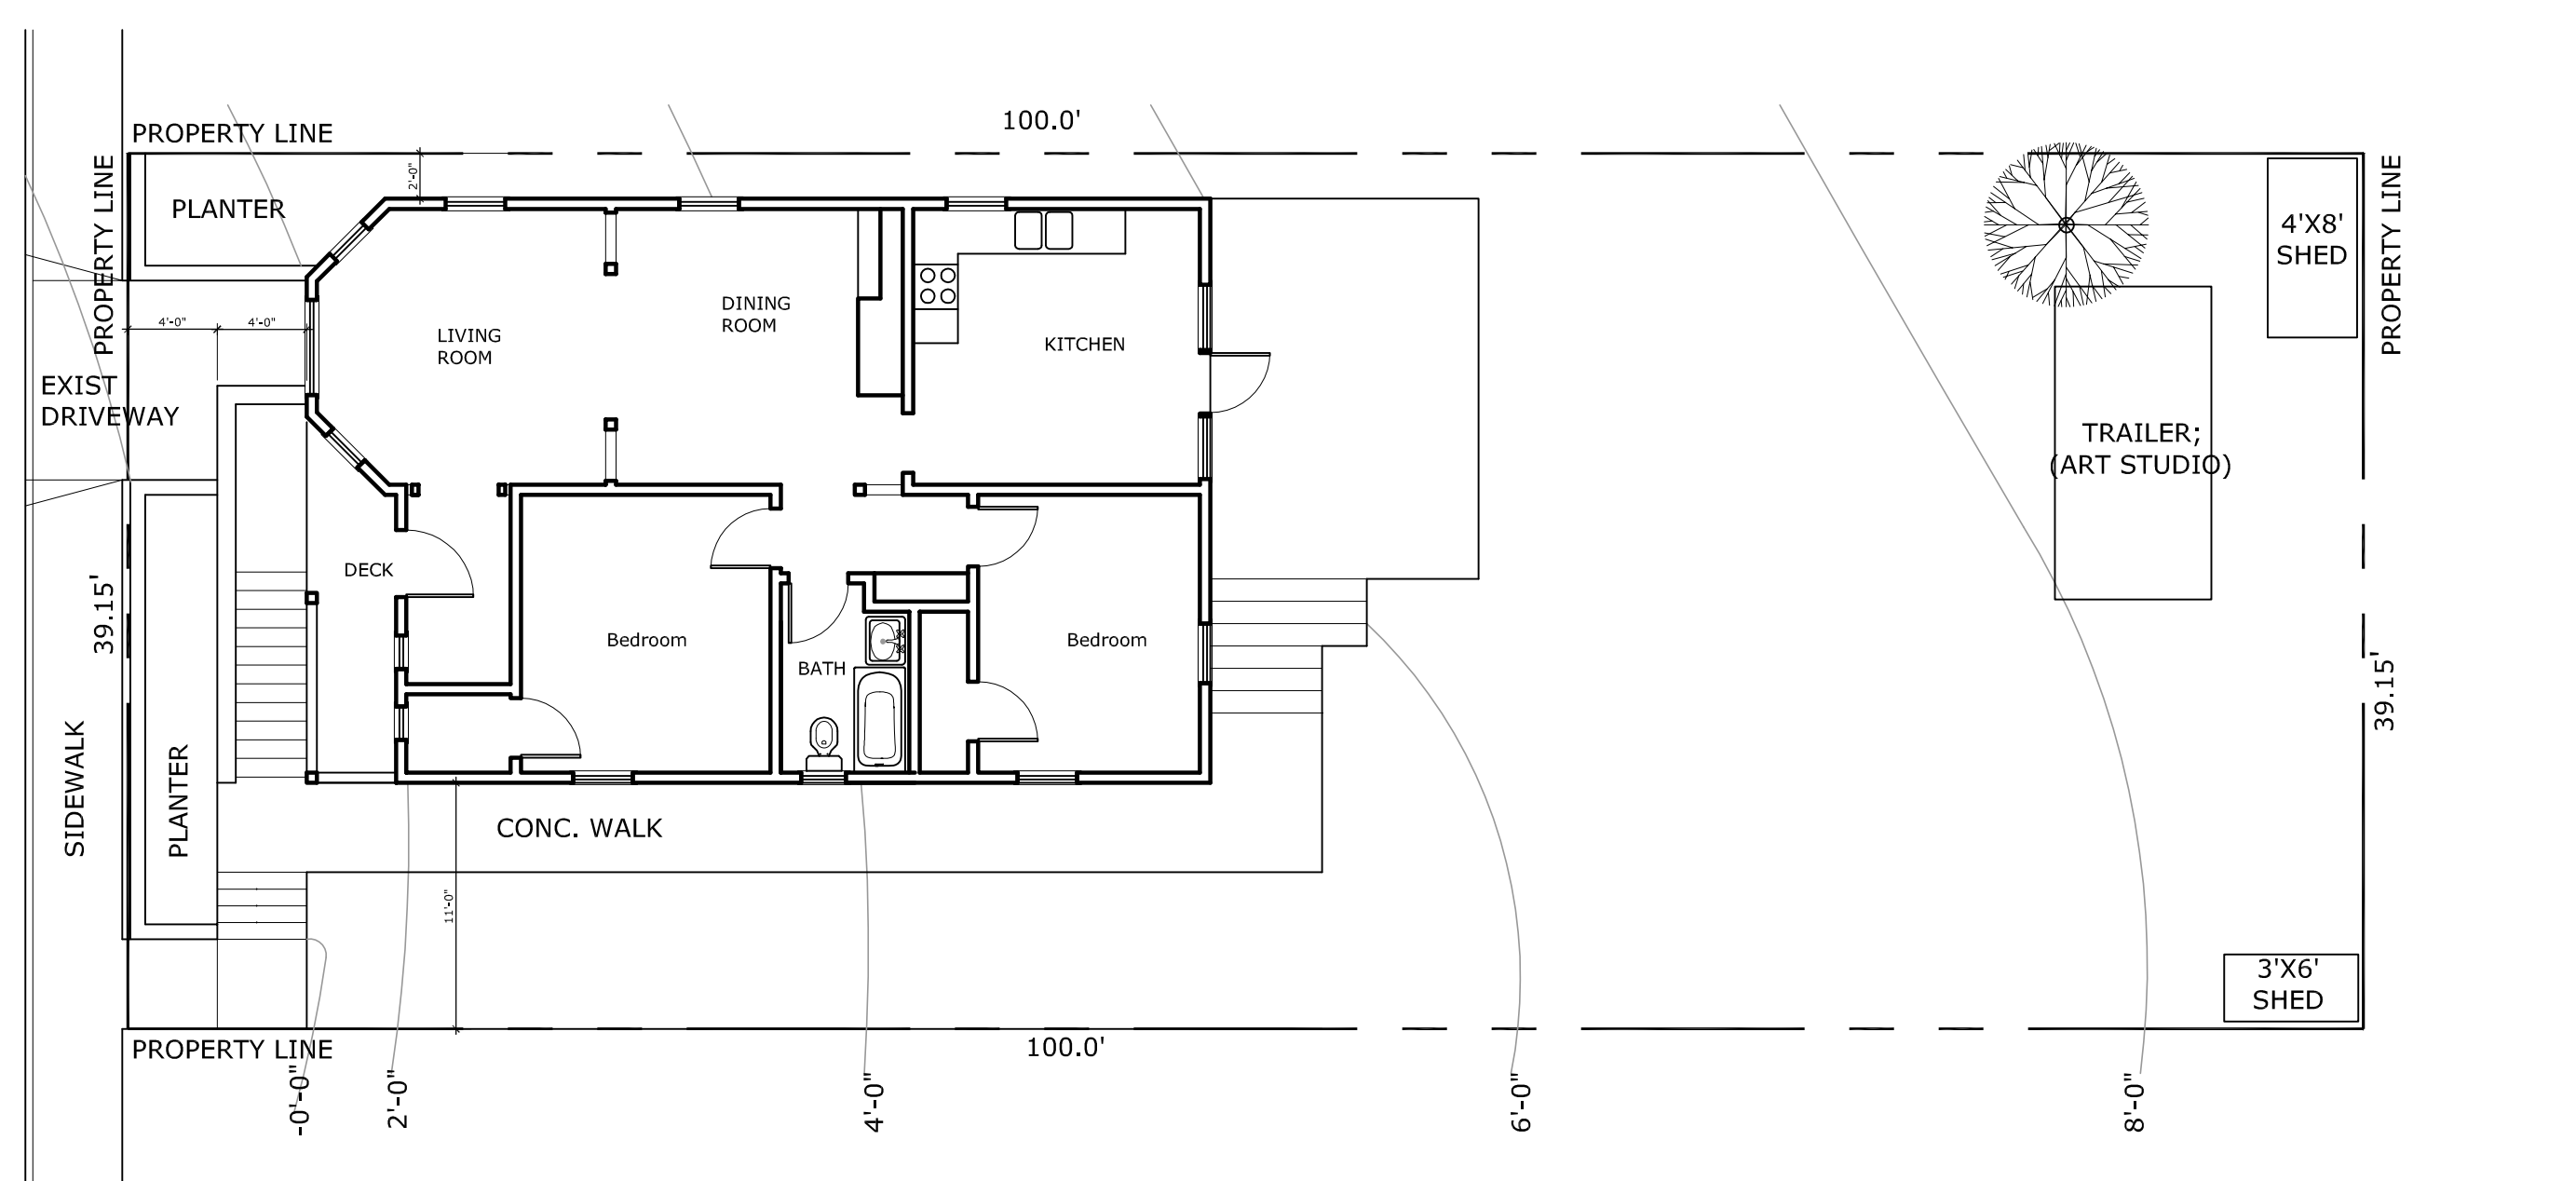 100.0'
PROPERTY LINE
PROPERTY LINE
PROPERTY LINE
2'-0"
PLANTER
4'X8'
SHED
DINING
ROOM
4'-0"
4'-0"
LIVING
ROOM
KITCHEN
EXIST
DRIVEWAY
TRAILER;
(ART STUDIO)
DECK
39.15'
Bedroom
Bedroom
BATH
39.15'
SIDEWALK
PLANTER
CONC. WALK
11'-0"
3'X6'
SHED
PROPERTY LINE
100.0'
-0'-0"
2'-0"
4'-0"
6'-0"
8'-0"